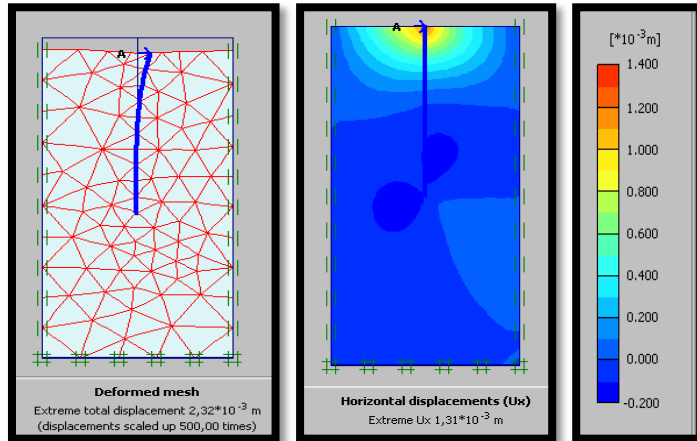 A
Deformed mesh
Extreme total displacement 2,32*10⁻³ m
(displacements scaled up 500,00 times)
A
Horizontal displacements (Ux)
Extreme Ux 1,31*10⁻³ m
[*10⁻³m]
1.400
1.200
1.000
0.800
0.600
0.400
0.200
0.000
-0.200